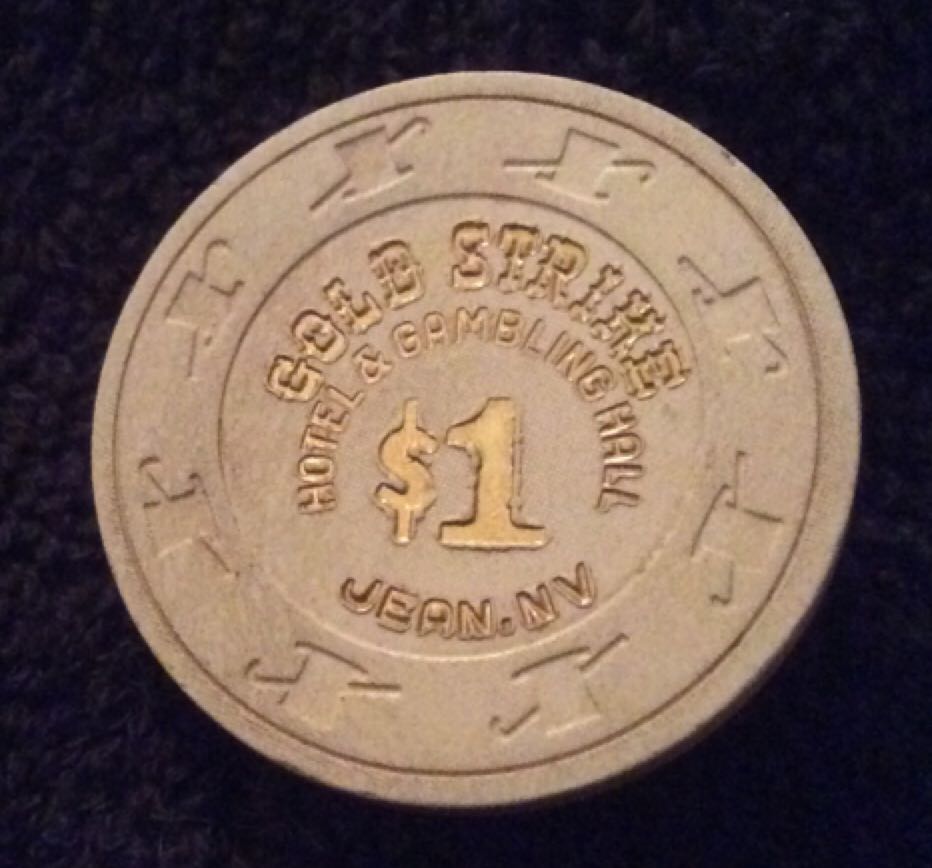 GOLD STRIKE
HOTEL & GAMBLING HALL
$1
JEAN. NV